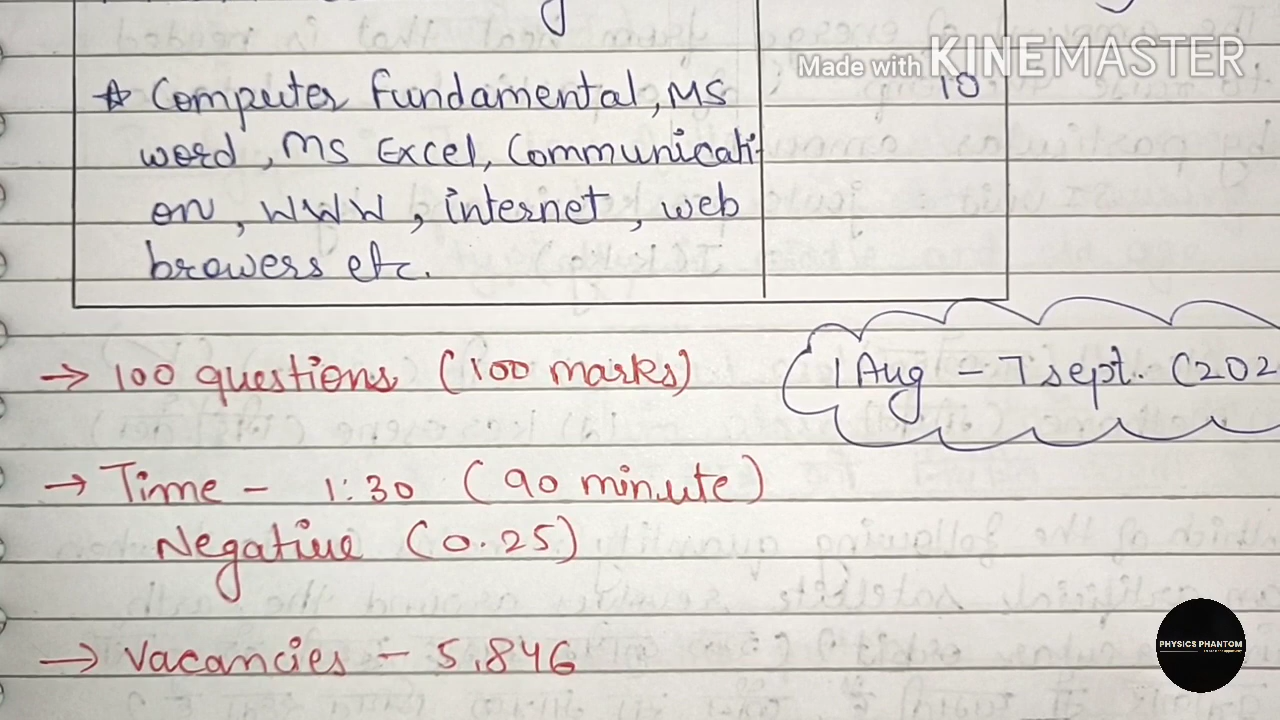 Made with KINEMASTER
☆ Computer Fundamental, MS 10
word, MS Excel, Communicati-
on, WWW, internet, web
browers etc.
→ 100 questions (100 marks)
1 Aug - 7 sept. (202
→ Time - 1:30 (90 minute)
Negative (0.25)
→ Vacancies - 5,846
PHYSICS PHANTOM